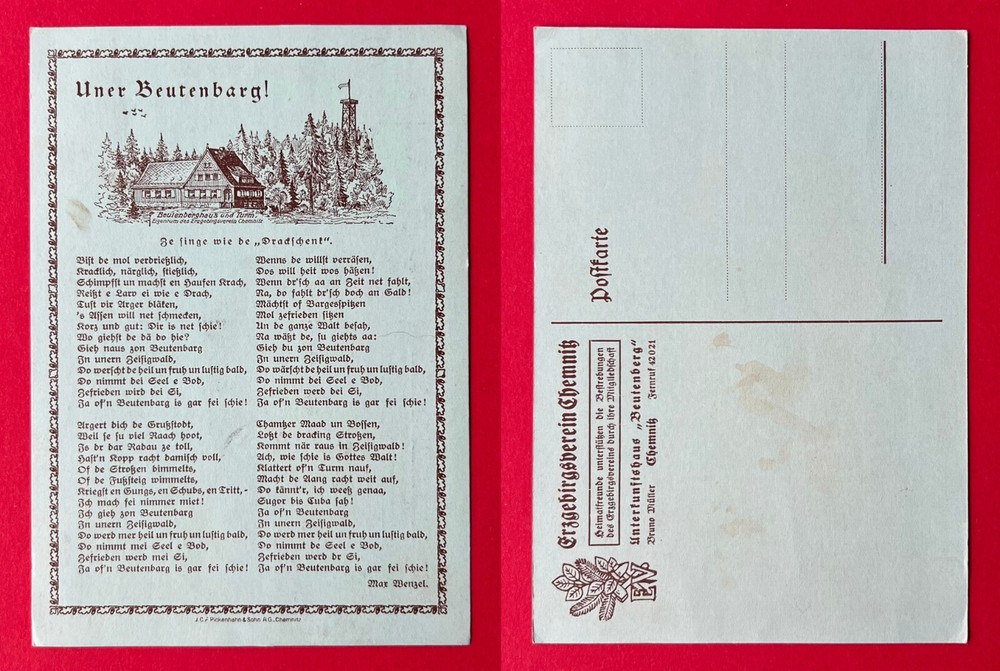 Uner Beutenbarg!
Beutenberghaus und Turm.
Eigentum des Erzgebirgsverein Chemnitz
Ze singe wie de „Drackschenk“.
Bist de mol verdrießlich,
Kracklich, närglich, stießlich,
Schimpfst un machst en Haufen Krach,
Reißt e Larv ei wie e Drach,
Tust vir Arger bläken,
's Assen will net schmecken,
Korz und gut: Dir is net schie!
Wo giehst de dä do hie?
Gieh naus zon Beutenbarg
In unern Zeisigwald,
Do werscht de heil un fruh un lustig bald,
Do nimmt dei Seel e Bod,
Zefrieden wird bei Si,
Ja of'n Beutenbarg is gar fei schie!
Argert dich de Grußstodt,
Weil se su viel Raach hoot,
Is dr dar Rabau ze toll,
Hast'n Kopp racht damisch voll,
Of de Stroßen bimmelts,
Of de Fußsteig wimmelts,
Kriegst en Gungs, en Schubs, en Tritt,-
Ich mach fei nimmer miet!
Ich gieh zon Beutenbarg
In unern Zeisigwald,
Do werd mer heil un fruh un lustig bald,
Do nimmt mei Seel e Bod,
Zefrieden werd mei Si,
Ja of'n Beutenbarg is gar fei schie!
Wenns de willst verräsen,
Dos will heit wos häßen!
Wenn dr'sch aa an Zeit net fahlt,
Na, do fahlt dr'sch doch an Gald!
Mächtst of Bargesspitzen
Mol zefrieden sitzen
Un de ganze Walt besah,
Na wäßt de, su giehts aa:
Gieh du zon Beutenbarg
In unern Zeisigwald,
Do wärscht de heil un fruh un lustig bald,
Do nimmt dei Seel e Bod,
Zefrieden werd bei Si,
Ja of'n Beutenbarg is gar fei schie!
Chamtzer Maad un Bossen,
Loßt de dracking Stroßen,
Kommt när raus in Zeisigwald!
Ach, wie schie is Gottes Walt!
Klattert of'n Turm nauf,
Macht de Aang racht weit auf,
Do kännt'r, ich weeß genaa,
Sugor bis Cuba sah!
Ja of'n Beutenbarg
In unern Zeisigwald,
Do werd mer heil un fruh un lustig bald,
Do nimmt de Seel e Bod,
Zefrieden werd dr Si,
Ja of'n Beutenbarg is gar fei schie!
Max Wenzel.
J.C.F. Pickenhahn & Sohn A.G., Chemnitz
Postkarte
Erzgebirgsverein Chemnitz
Heimatfreunde unterstützen die Bestrebungen
des Erzgebirgsvereins durch ihre Mitgliedschaft
Unterkunftshaus „Beutenberg“
Bruno Müller Chemnitz Fernruf 42021
E.V.